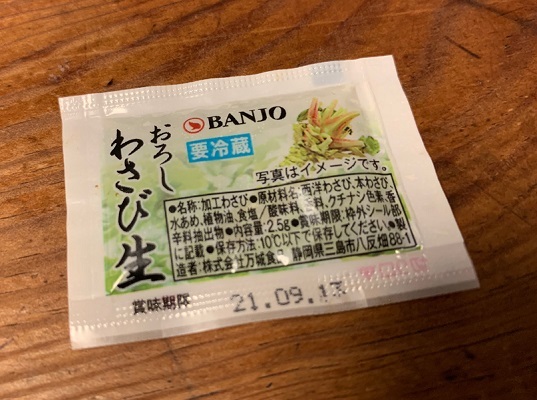 BANJO
要冷蔵
おろし
わさび生
写真はイメージです。
●名称:加工わさび●原材料名:西洋わさび、本わさび、
水あめ、植物油、食塩/酸味料、香料、クチナシ色素、香
辛料抽出物●内容量:2.5g●賞味期限:枠外シール部
に記載●保存方法:10℃以下で保存してください。●製
造者:株式会社万城食品 静岡県三島市八反畑88-1
賞味期限 21.09.13